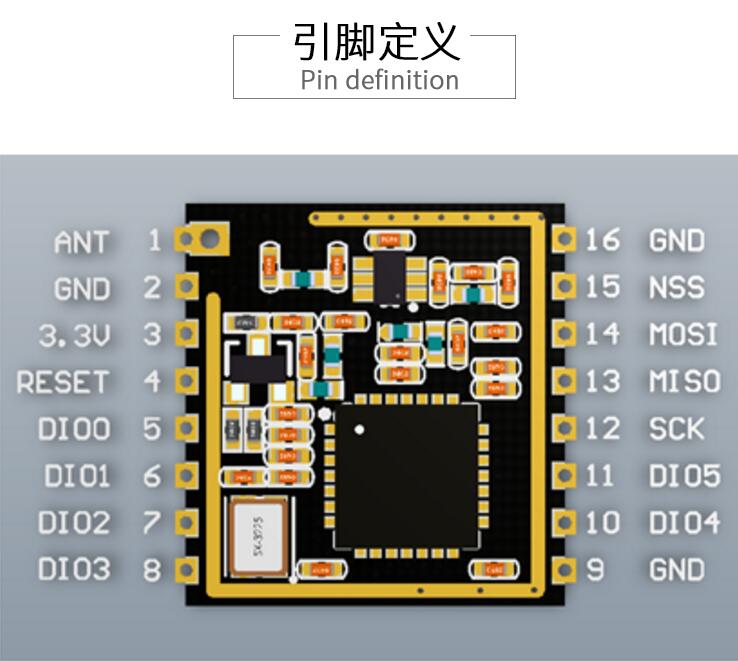 引脚定义
Pin definition
ANT 1 16 GND
GND 2 15 NSS
3.3V 3 14 MOSI
RESET 4 13 MISO
DIO0 5 12 SCK
DIO1 6 11 DIO5
DIO2 7 10 DIO4
DIO3 8 9 GND